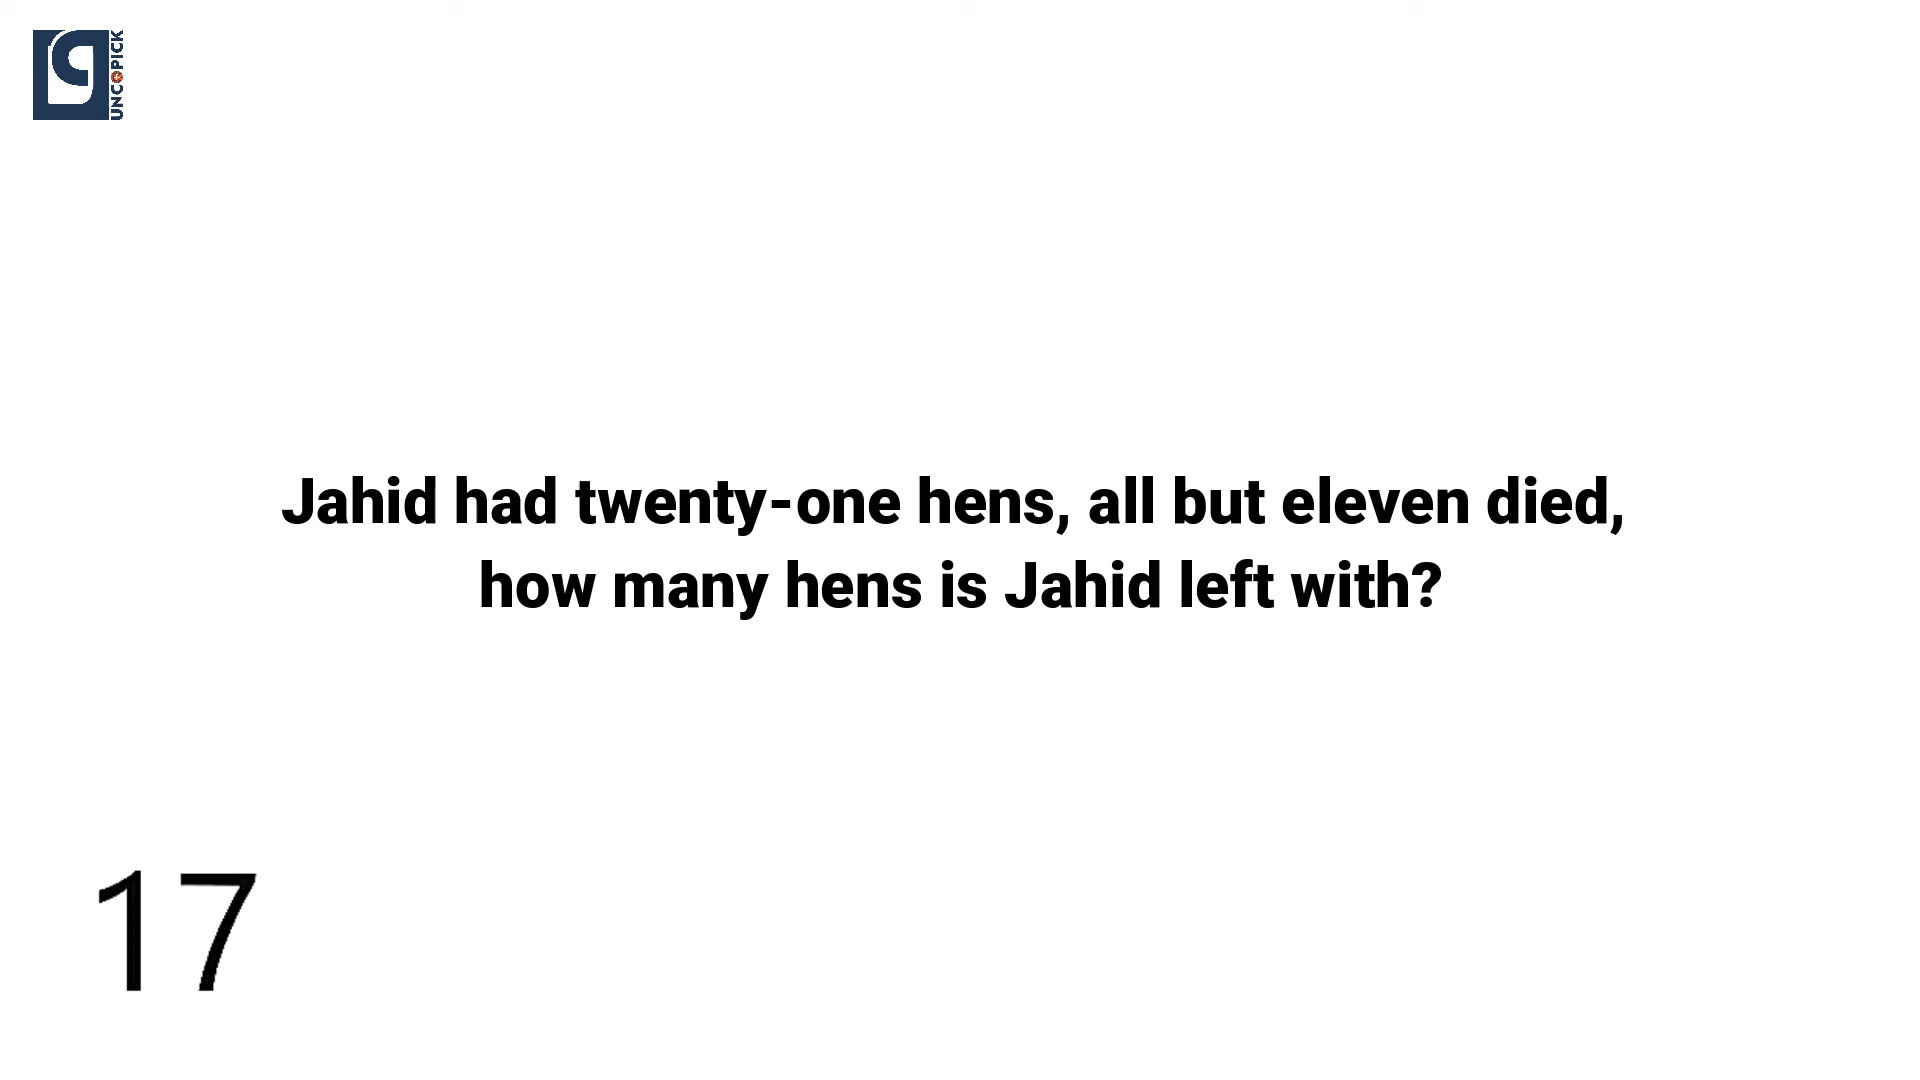 UNCOPICK
Jahid had twenty-one hens, all but eleven died,
how many hens is Jahid left with?
17